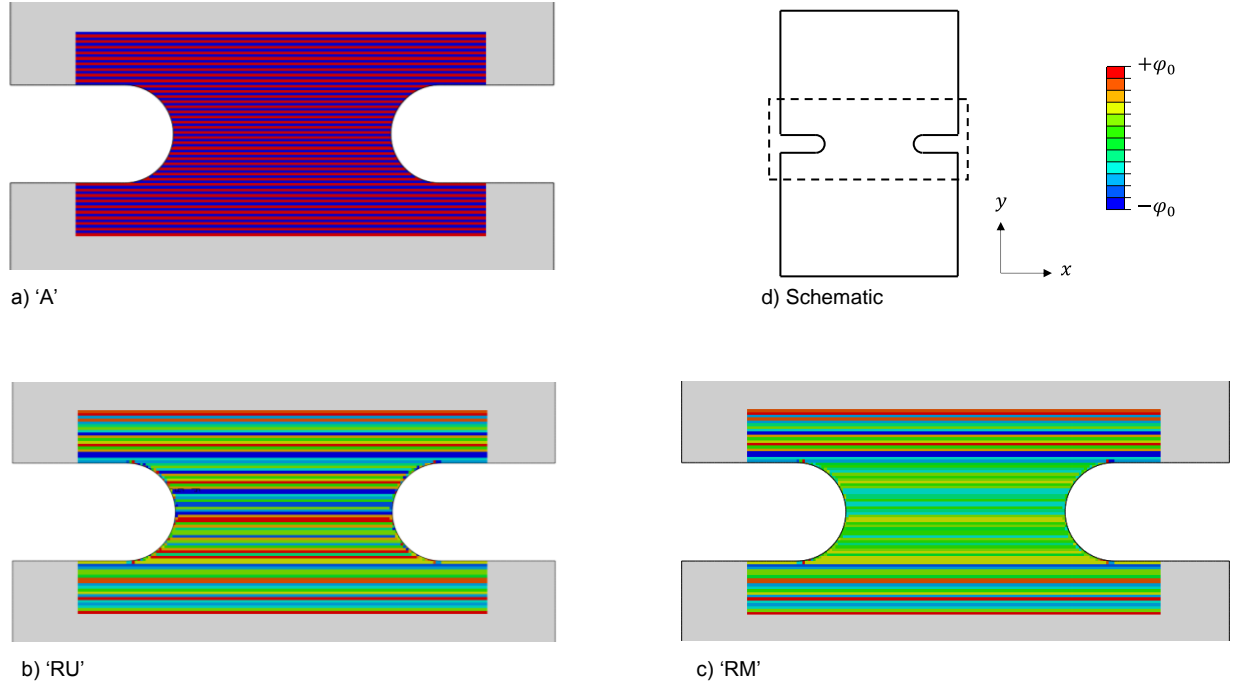 +φ₀
−φ₀
y
x
a) 'A'
d) Schematic
b) 'RU'
c) 'RM'